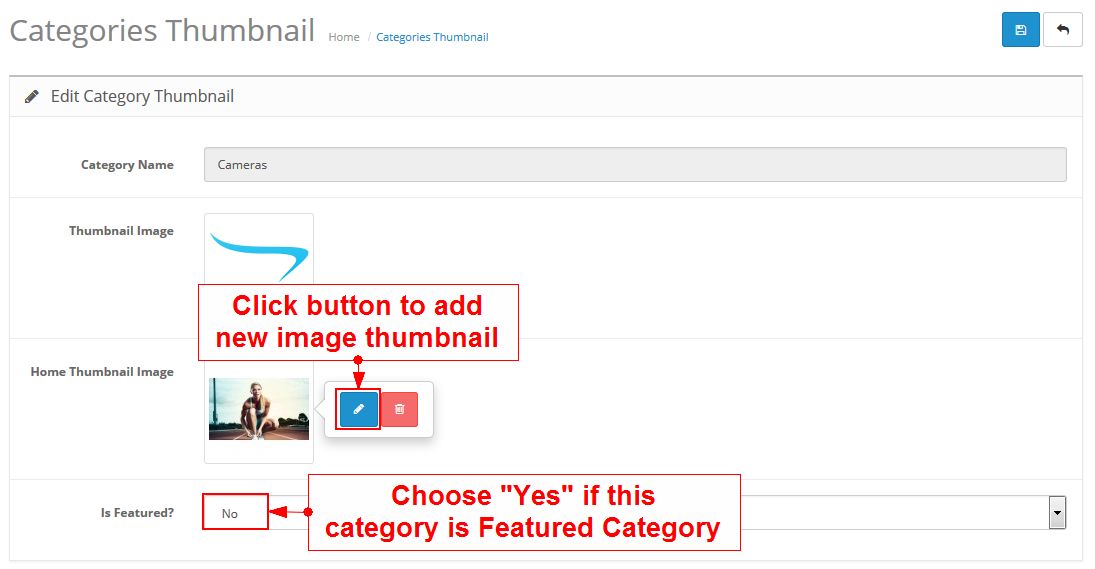 Categories Thumbnail Home / Categories Thumbnail
Edit Category Thumbnail
Category Name Cameras
Thumbnail Image
Click button to add
new image thumbnail
Home Thumbnail Image
Choose "Yes" if this
category is Featured Category
Is Featured? No